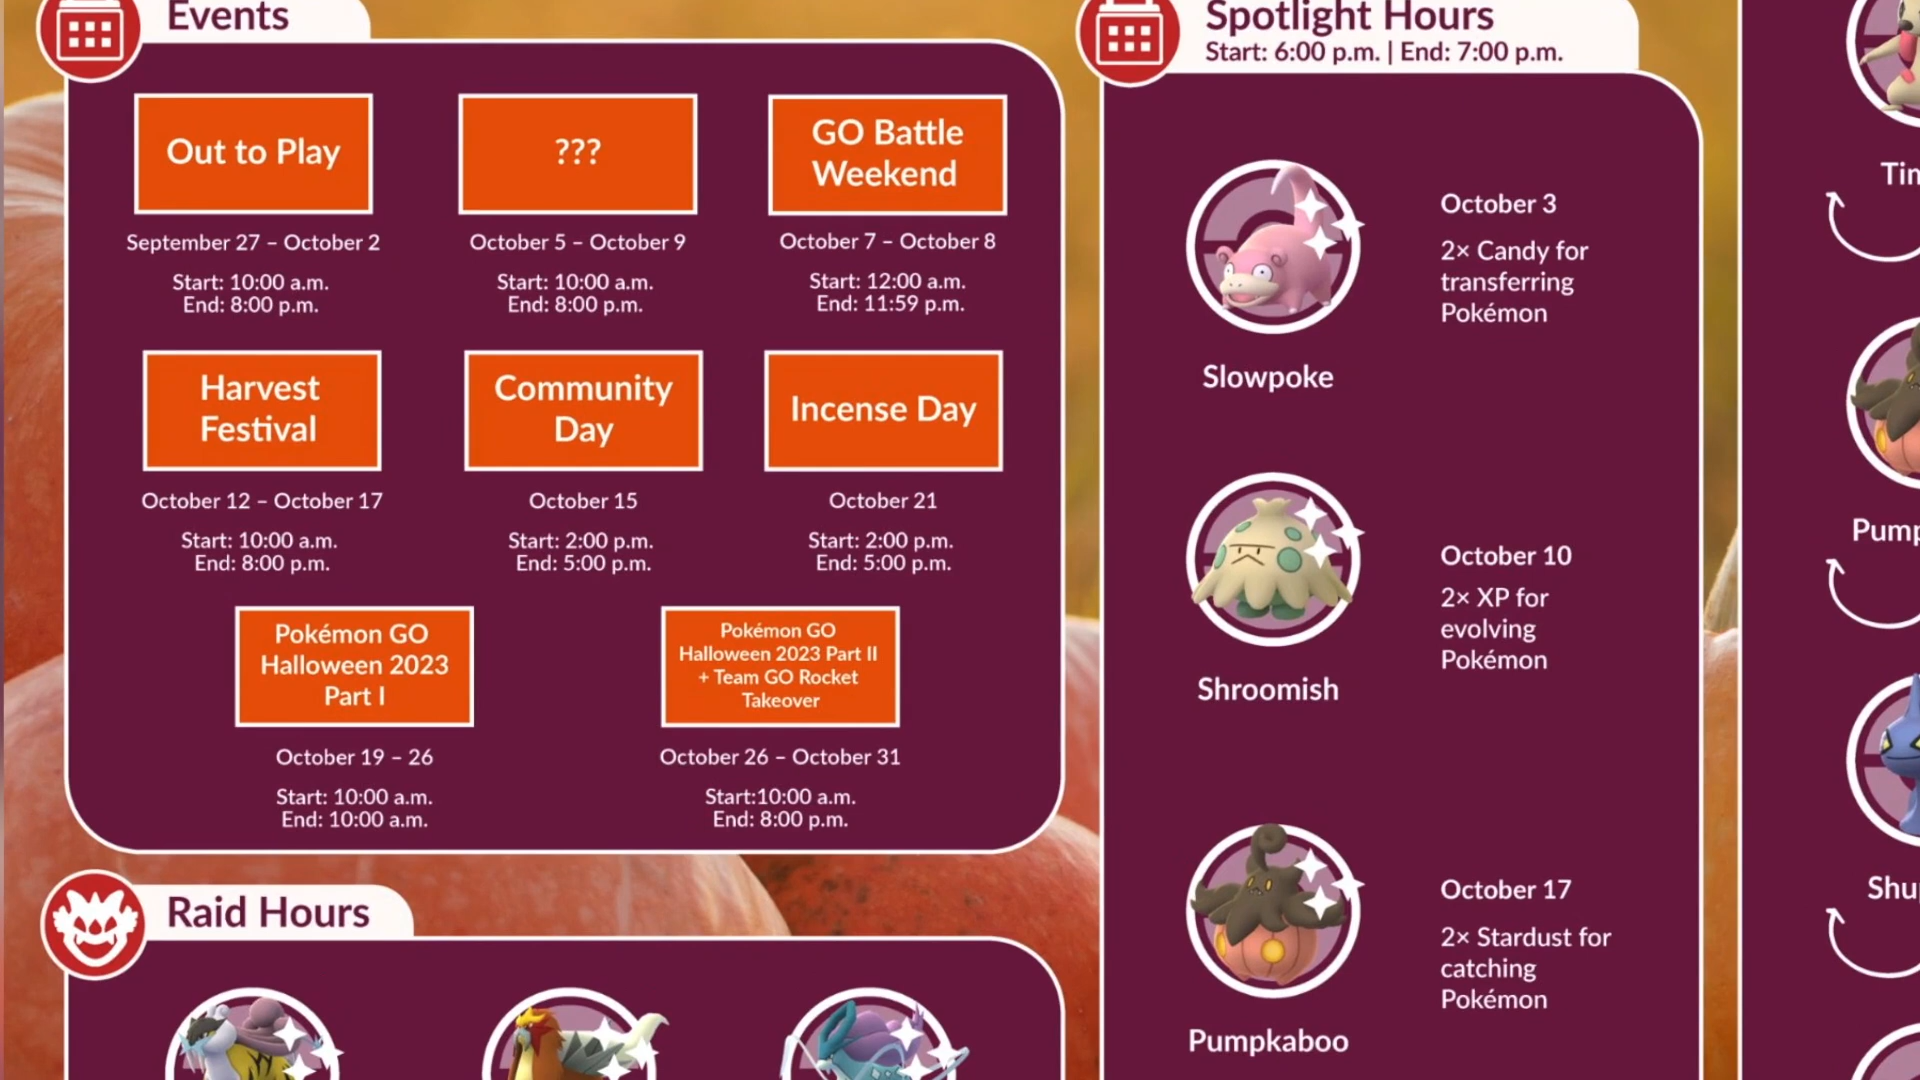 Events
Out to Play
September 27 – October 2
Start: 10:00 a.m.
End: 8:00 p.m.
???
October 5 – October 9
Start: 10:00 a.m.
End: 8:00 p.m.
GO Battle
Weekend
October 7 – October 8
Start: 12:00 a.m.
End: 11:59 p.m.
Harvest
Festival
October 12 – October 17
Start: 10:00 a.m.
End: 8:00 p.m.
Community
Day
October 15
Start: 2:00 p.m.
End: 5:00 p.m.
Incense Day
October 21
Start: 2:00 p.m.
End: 5:00 p.m.
Pokémon GO
Halloween 2023
Part I
October 19 – 26
Start: 10:00 a.m.
End: 10:00 a.m.
Pokémon GO
Halloween 2023 Part II
+ Team GO Rocket
Takeover
October 26 – October 31
Start:10:00 a.m.
End: 8:00 p.m.
Raid Hours
Spotlight Hours
Start: 6:00 p.m. | End: 7:00 p.m.
Slowpoke
October 3
2× Candy for
transferring
Pokémon
Shroomish
October 10
2× XP for
evolving
Pokémon
Pumpkaboo
October 17
2× Stardust for
catching
Pokémon
Tim
Pump
Shu